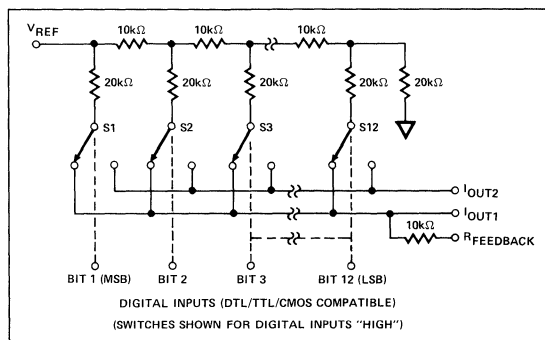 VREF
10kΩ 10kΩ 10kΩ
20kΩ 20kΩ 20kΩ 20kΩ 20kΩ
S1 S2 S3 S12
IOUT2
IOUT1
10kΩ
RFEEDBACK
BIT 1 (MSB) BIT 2 BIT 3 BIT 12 (LSB)
DIGITAL INPUTS (DTL/TTL/CMOS COMPATIBLE)
(SWITCHES SHOWN FOR DIGITAL INPUTS "HIGH")